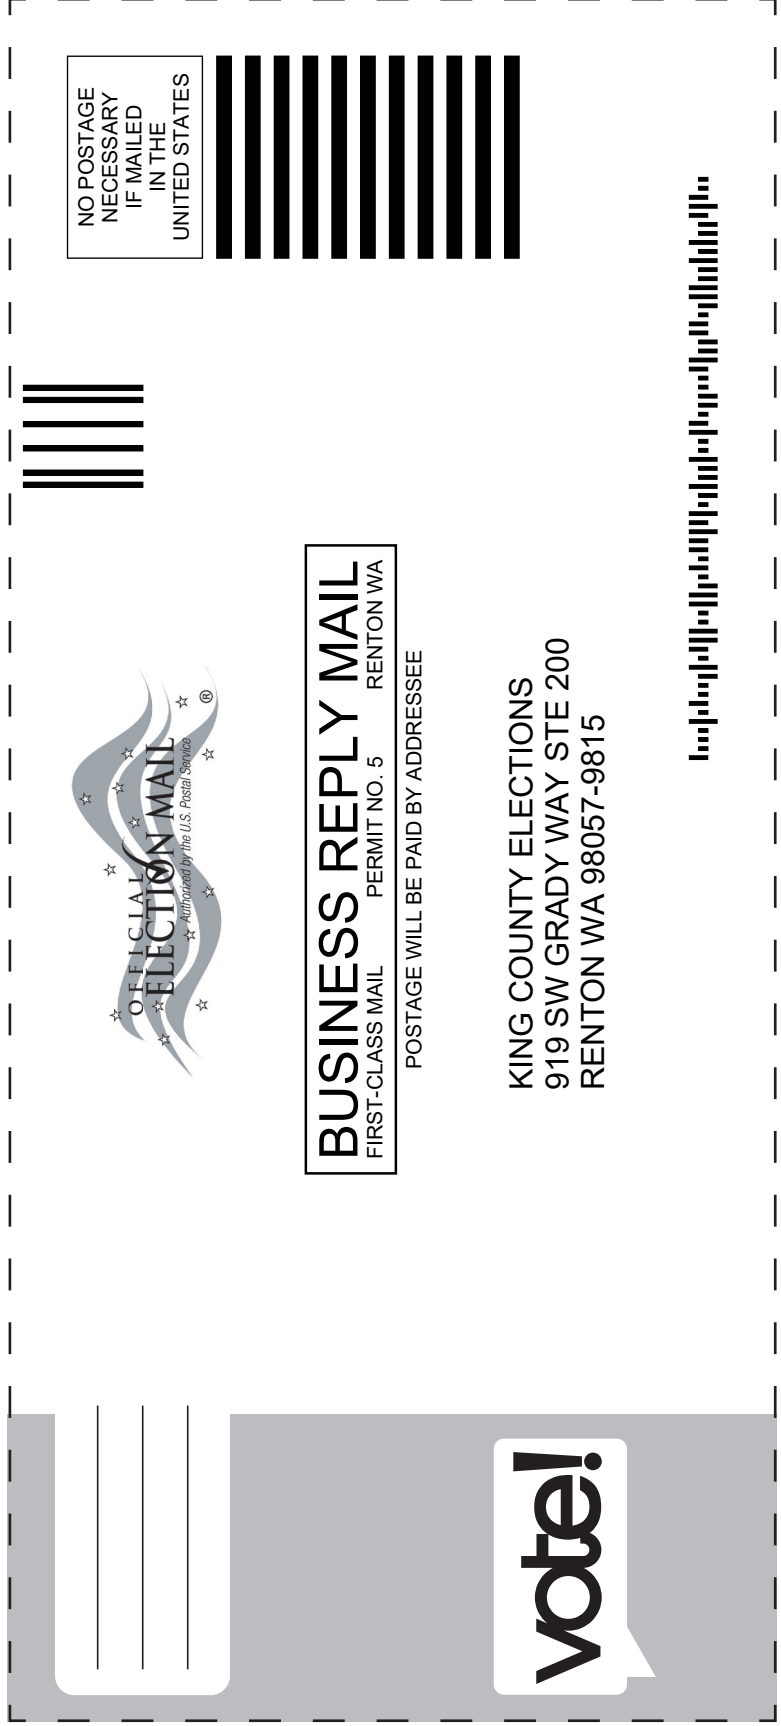 NO POSTAGE
NECESSARY
IF MAILED
IN THE
UNITED STATES
OFFICIAL
ELECTION MAIL
Authorized by the U.S. Postal Service
®
BUSINESS REPLY MAIL
FIRST-CLASS MAIL PERMIT NO. 5 RENTON WA
POSTAGE WILL BE PAID BY ADDRESSEE
KING COUNTY ELECTIONS
919 SW GRADY WAY STE 200
RENTON WA 98057-9815
vote!